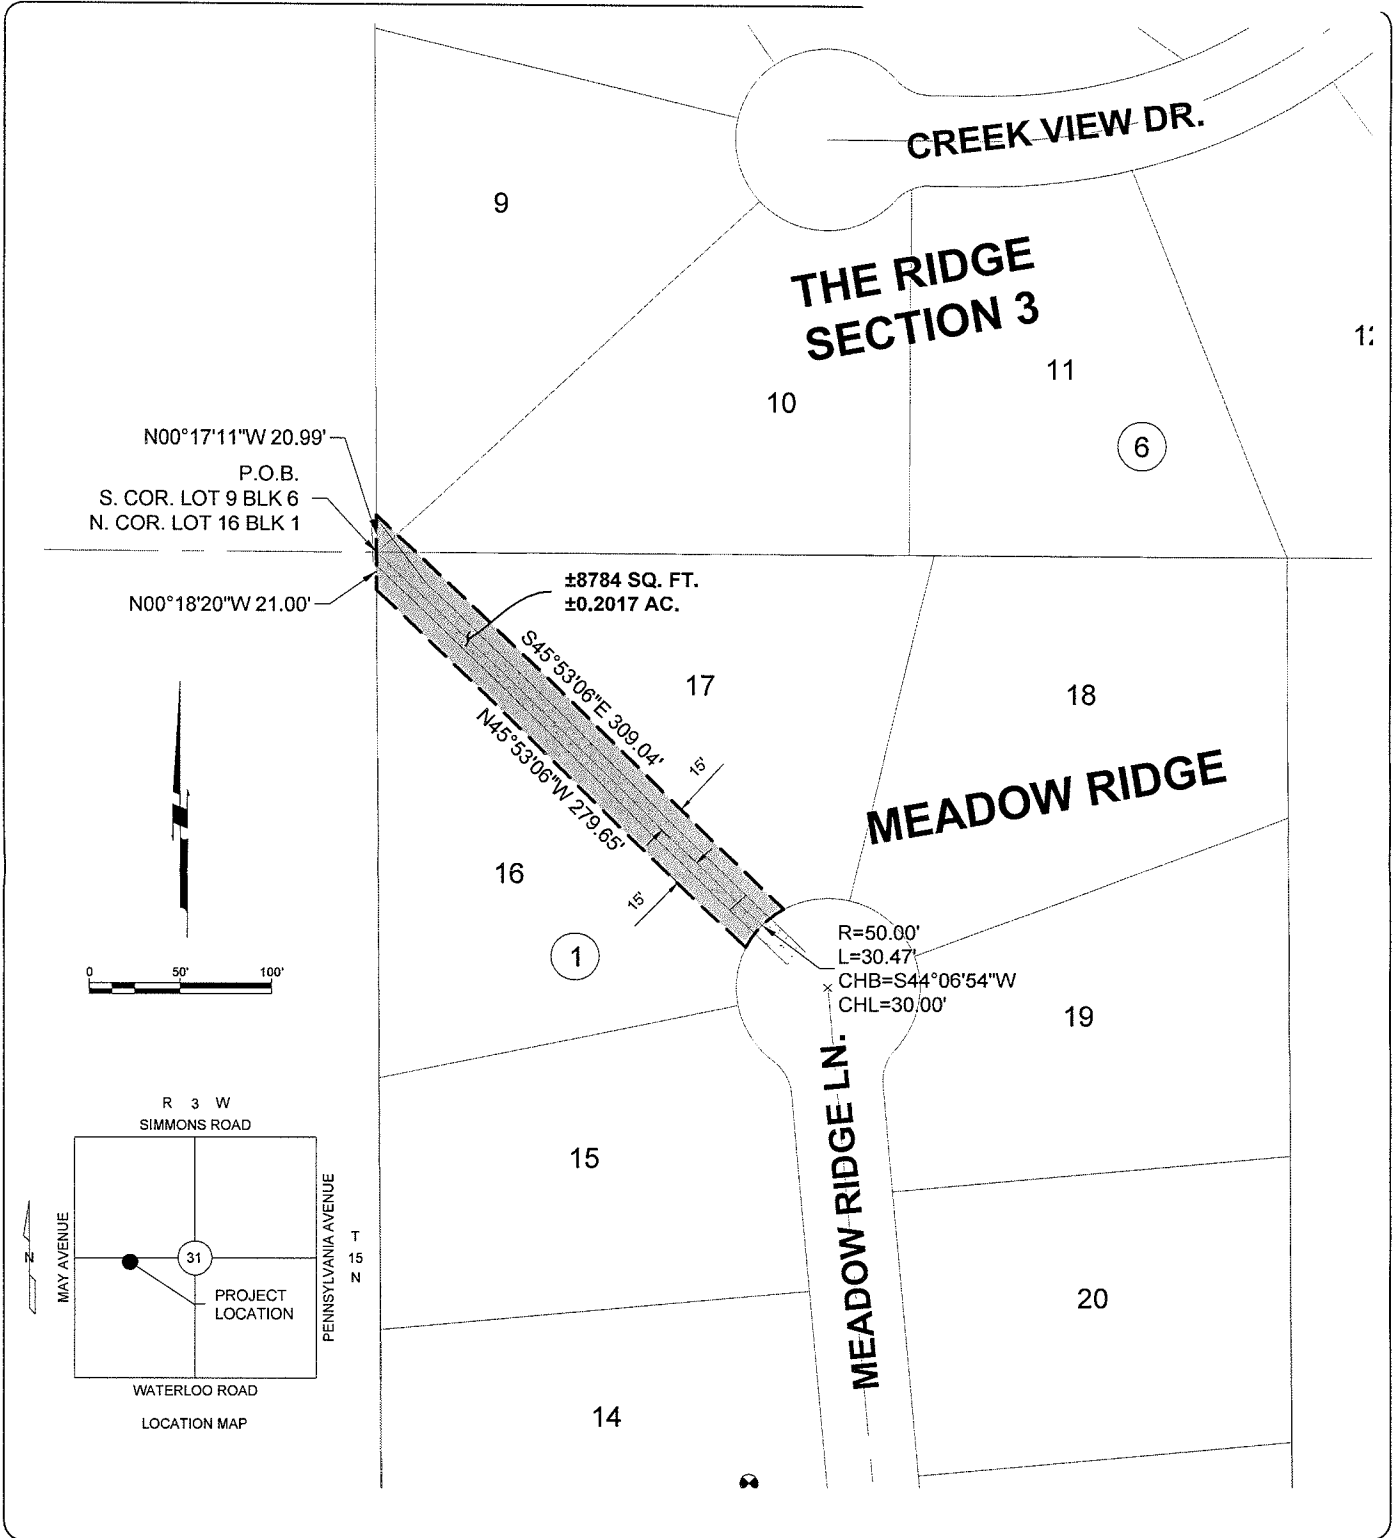 CREEK VIEW DR.
9
THE RIDGE
SECTION 3
11
10
6
N00°17'11"W 20.99'
P.O.B.
S. COR. LOT 9 BLK 6
N. COR. LOT 16 BLK 1
N00°18'20"W 21.00'
±8784 SQ. FT.
±0.2017 AC.
S45°53'06"E 309.04'
N45°53'06"W 279.65'
15'
15'
17
18
MEADOW RIDGE
16
1
R=50.00'
L=30.47'
CHB=S44°06'54"W
CHL=30.00'
19
0 50' 100'
MEADOW RIDGE LN.
15
20
14
R 3 W
SIMMONS ROAD
MAY AVENUE
PENNSYLVANIA AVENUE
T
15
N
N
31
PROJECT
LOCATION
WATERLOO ROAD
LOCATION MAP